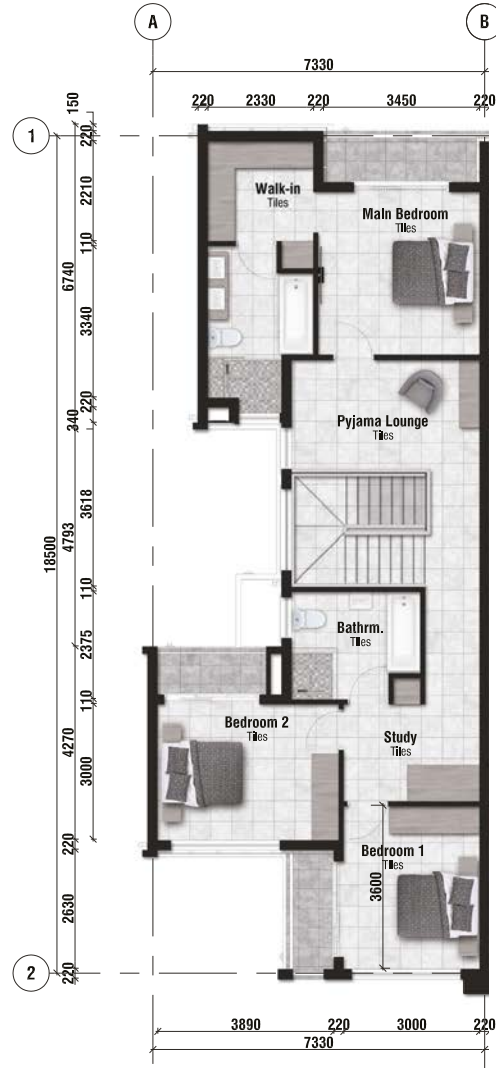 A
B
7330
220
2330
220
3450
220
150
1
220
2210
Walk-in
Tiles
Main Bedroom
Tiles
110
6740
3340
220
340
Pyjama Lounge
Tiles
3618
18500
4793
110
Bathrm.
Tiles
2375
110
Bedroom 2
Tiles
Study
Tiles
4270
3000
220
Bedroom 1
Tiles
3600
2630
2
220
3890
220
3000
220
7330